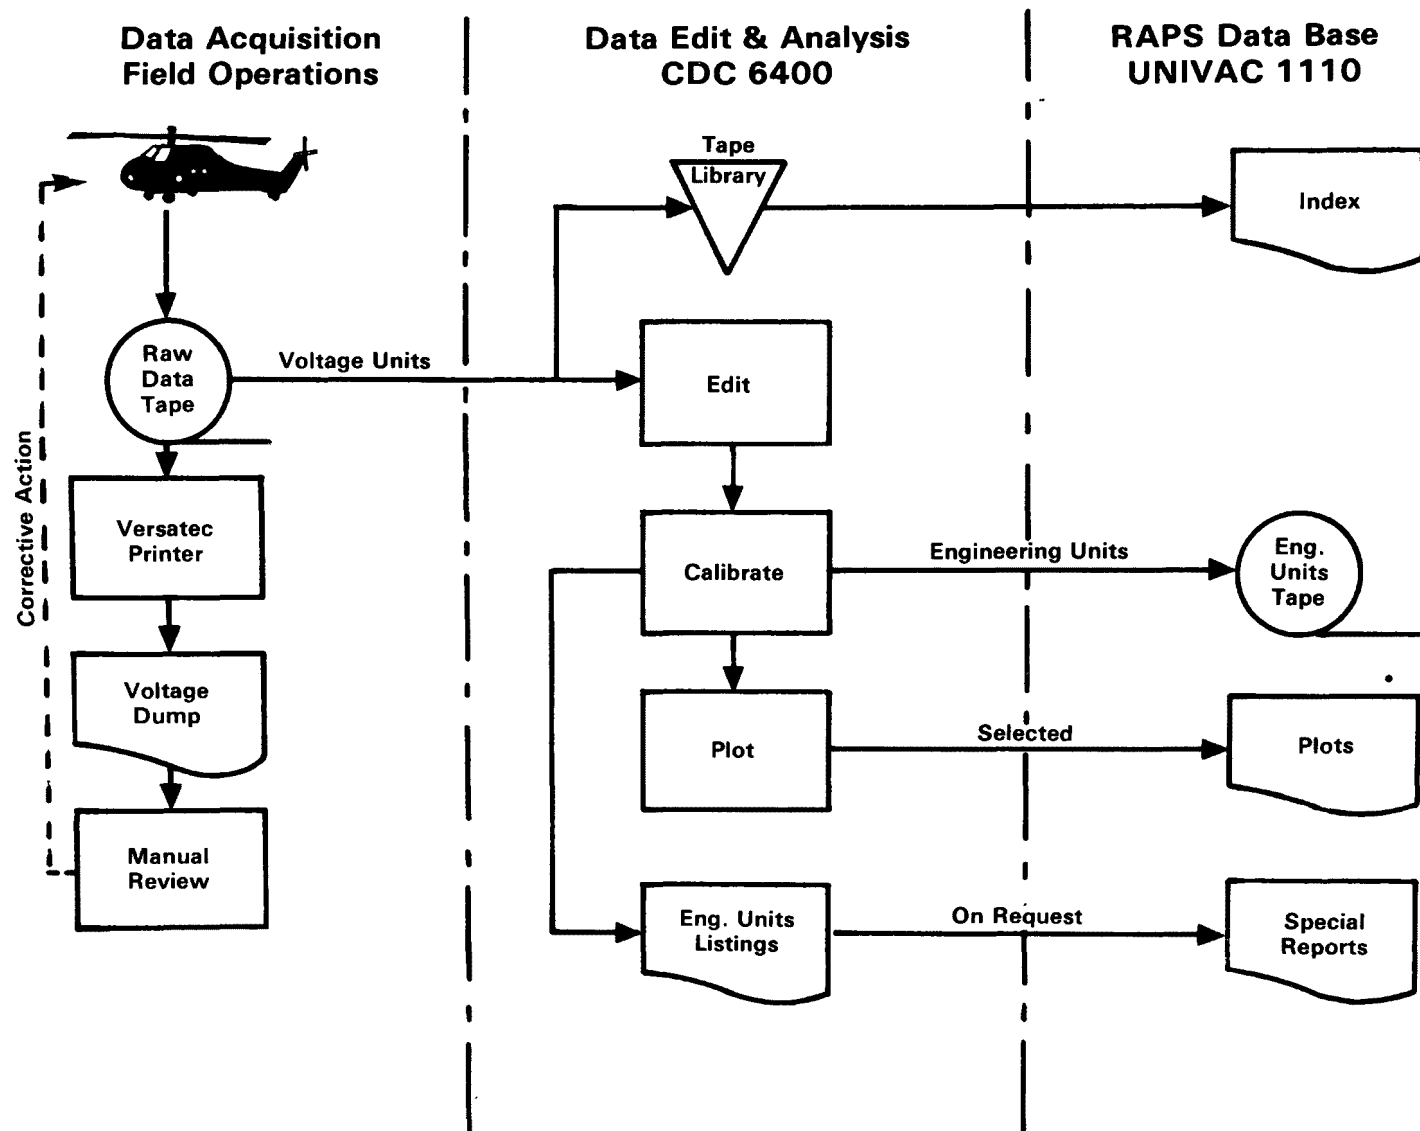 Data Acquisition
Field Operations
Data Edit & Analysis
CDC 6400
RAPS Data Base
UNIVAC 1110
Tape
Library
Index
Raw
Data
Tape
Voltage Units
Edit
Corrective Action
Versatec
Printer
Calibrate
Engineering Units
Eng.
Units
Tape
Voltage
Dump
Plot
Selected
Plots
Manual
Review
Eng. Units
Listings
On Request
Special
Reports